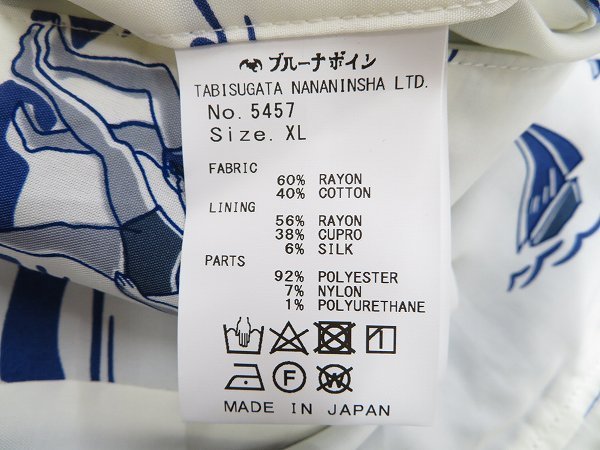 ブルーナボイン
TABISUGATA NANANINSHA LTD.
No. 5457
Size. XL
FABRIC
60% RAYON
40% COTTON
LINING
56% RAYON
38% CUPRO
6% SILK
PARTS
92% POLYESTER
7% NYLON
1% POLYURETHANE
F W
MADE IN JAPAN